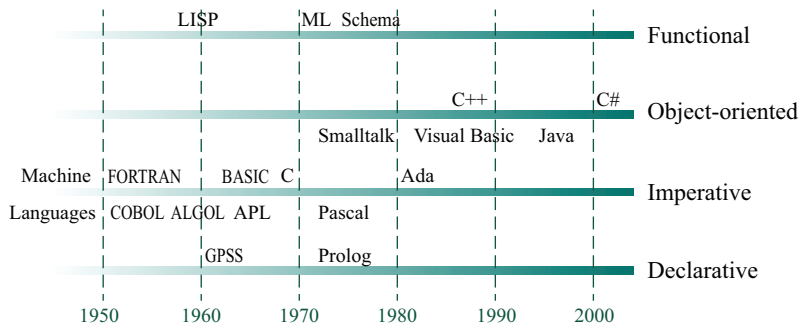 LISP ML Schema
Functional
C++ C#
Object-oriented
Smalltalk Visual Basic Java
Machine FORTRAN BASIC C Ada
Imperative
Languages COBOL ALGOL APL Pascal
GPSS Prolog
Declarative
1950 1960 1970 1980 1990 2000